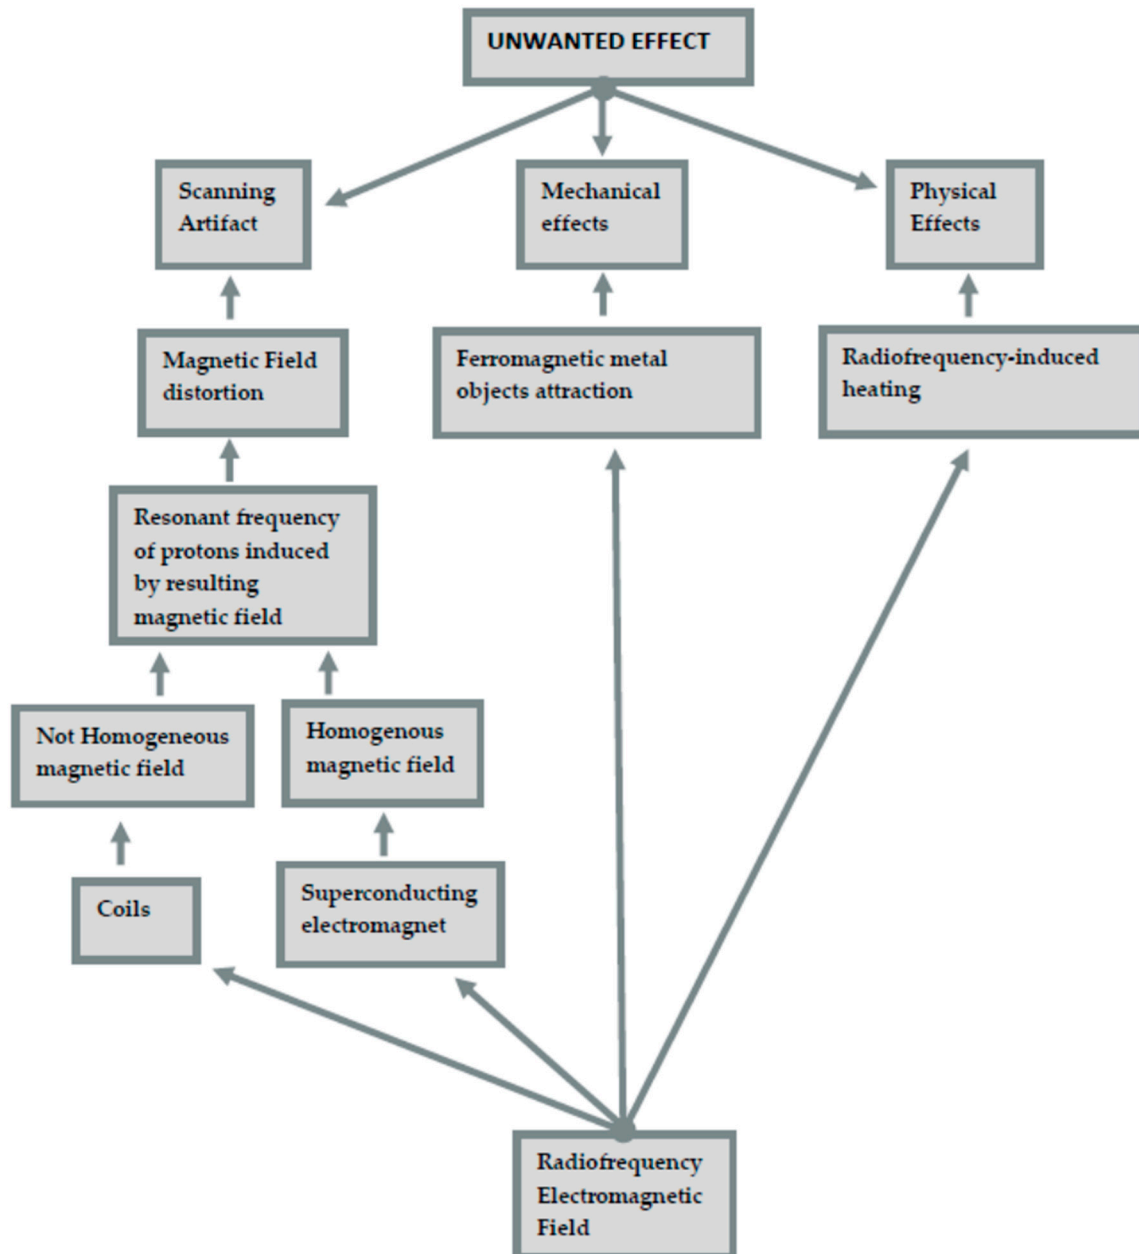 UNWANTED EFFECT
Scanning
Artifact
Mechanical
effects
Physical
Effects
Magnetic Field
distortion
Ferromagnetic metal
objects attraction
Radiofrequency-induced
heating
Resonant frequency
of protons induced
by resulting
magnetic field
Not Homogeneous
magnetic field
Homogenous
magnetic field
Coils
Superconducting
electromagnet
Radiofrequency
Electromagnetic
Field